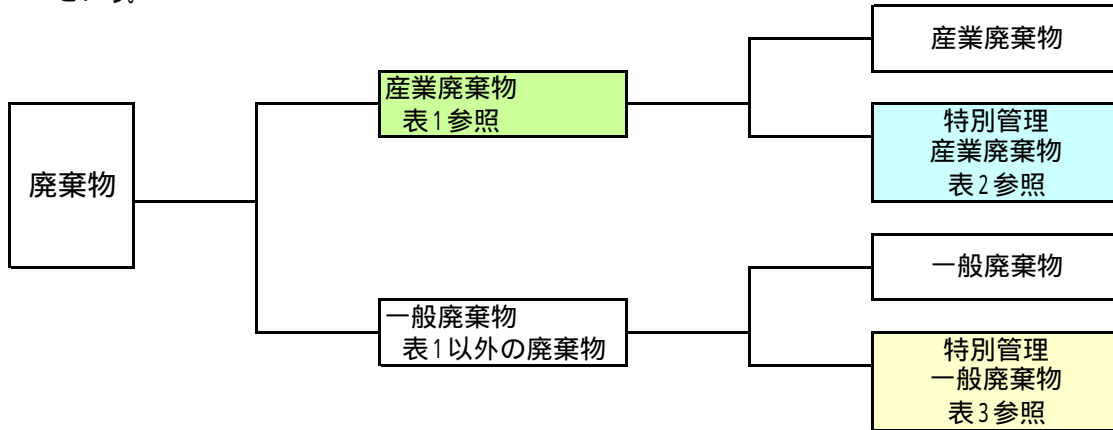 という。
産業廃棄物
産業廃棄物
表1参照
特別管理
産業廃棄物
表2参照
廃棄物
一般廃棄物
一般廃棄物
表1以外の廃棄物
特別管理
一般廃棄物
表3参照